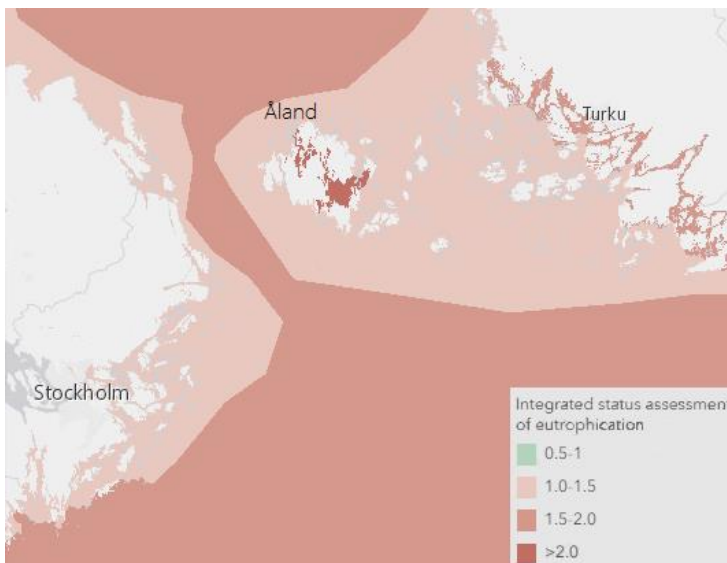 Åland
Turku
Stockholm
Integrated status assessment
of eutrophication
0.5-1
1.0-1.5
1.5-2.0
>2.0